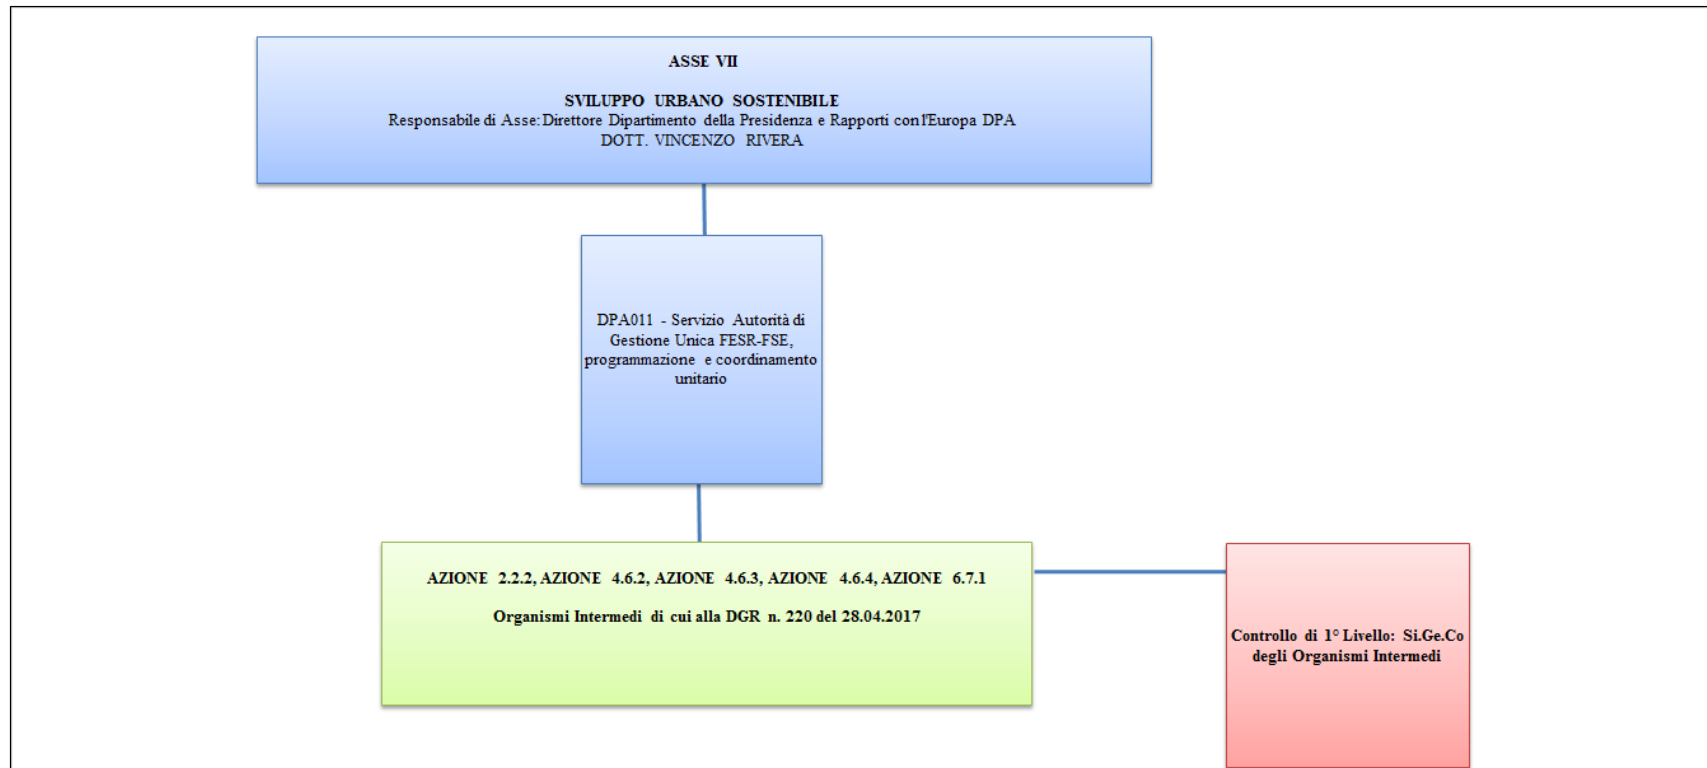 ASSE VII
SVILUPPO URBANO SOSTENIBILE
Responsabile di Asse: Direttore Dipartimento della Presidenza e Rapporti con l'Europa DPA
DOTT. VINCENZO RIVERA
DPA011 - Servizio Autorità di
Gestione Unica FESR-FSE,
programmazione e coordinamento
unitario
AZIONE 2.2.2, AZIONE 4.6.2, AZIONE 4.6.3, AZIONE 4.6.4, AZIONE 6.7.1
Organismi Intermedi di cui alla DGR n. 220 del 28.04.2017
Controllo di 1° Livello: Si.Ge.Co
degli Organismi Intermedi